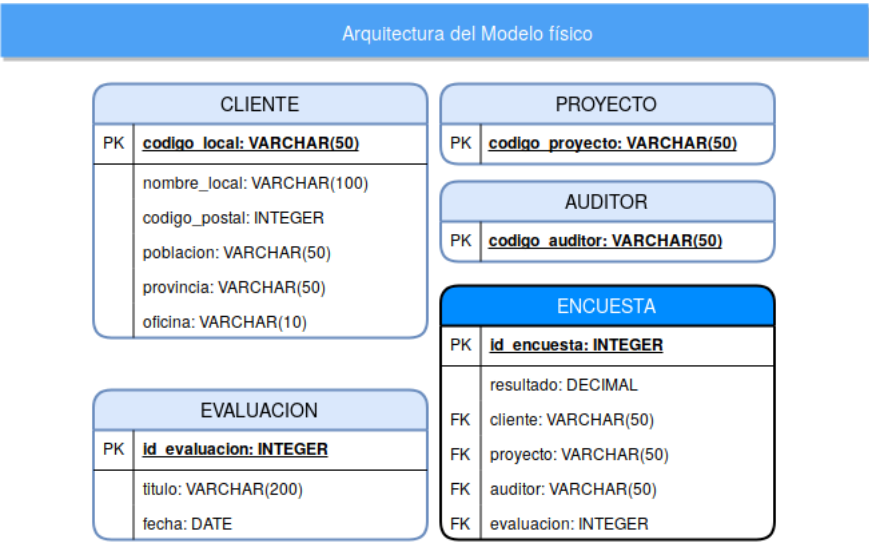 Arquitectura del Modelo físico
CLIENTE
PK codigo_local: VARCHAR(50)
nombre_local: VARCHAR(100)
codigo_postal: INTEGER
poblacion: VARCHAR(50)
provincia: VARCHAR(50)
oficina: VARCHAR(10)
PROYECTO
PK codigo_proyecto: VARCHAR(50)
AUDITOR
PK codigo_auditor: VARCHAR(50)
EVALUACION
PK id_evaluacion: INTEGER
titulo: VARCHAR(200)
fecha: DATE
ENCUESTA
PK id_encuesta: INTEGER
resultado: DECIMAL
FK cliente: VARCHAR(50)
FK proyecto: VARCHAR(50)
FK auditor: VARCHAR(50)
FK evaluacion: INTEGER